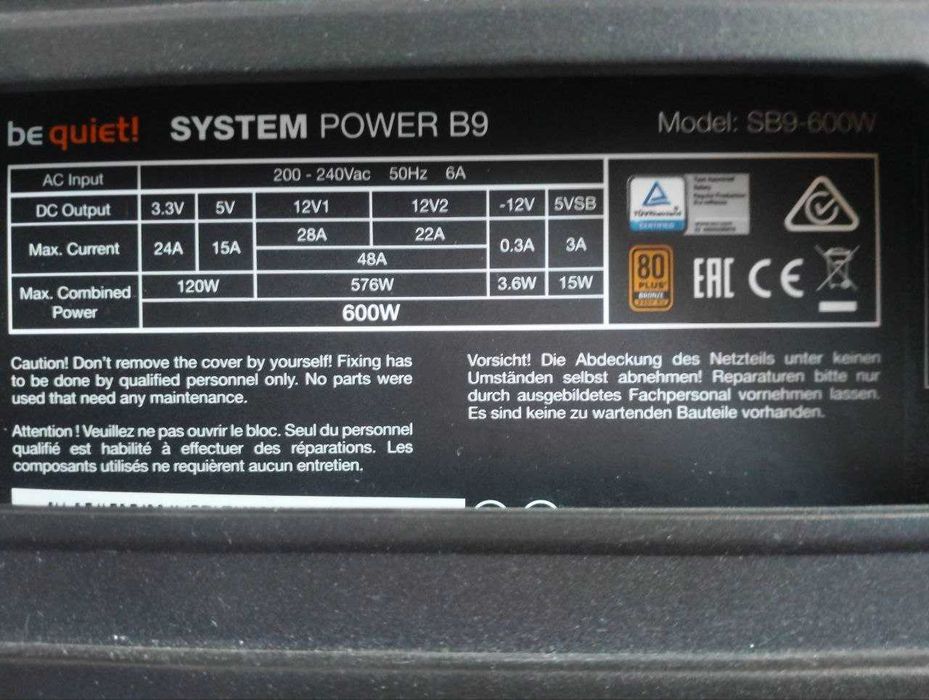 be quiet! SYSTEM POWER B9 Model: SB9-600W
AC Input 200 - 240Vac 50Hz 6A
DC Output 3.3V 5V 12V1 12V2 -12V 5VSB
Max. Current 24A 15A 28A 22A 0.3A 3A
48A
Max. Combined Power 120W 576W 3.6W 15W
600W
TÜVRheinland
CERTIFIED
80
PLUS
BRONZE
EAC CE
Caution! Don't remove the cover by yourself! Fixing has
to be done by qualified personnel only. No parts were
used that need any maintenance.
Attention ! Veuillez ne pas ouvrir le bloc. Seul du personnel
qualifié est habilité à effectuer des réparations. Les
composants utilisés ne requièrent aucun entretien.
Vorsicht! Die Abdeckung des Netzteils unter keinen
Umständen selbst abnehmen! Reparaturen bitte nur
durch ausgebildetes Fachpersonal vornehmen lassen.
Es sind keine zu wartenden Bauteile vorhanden.